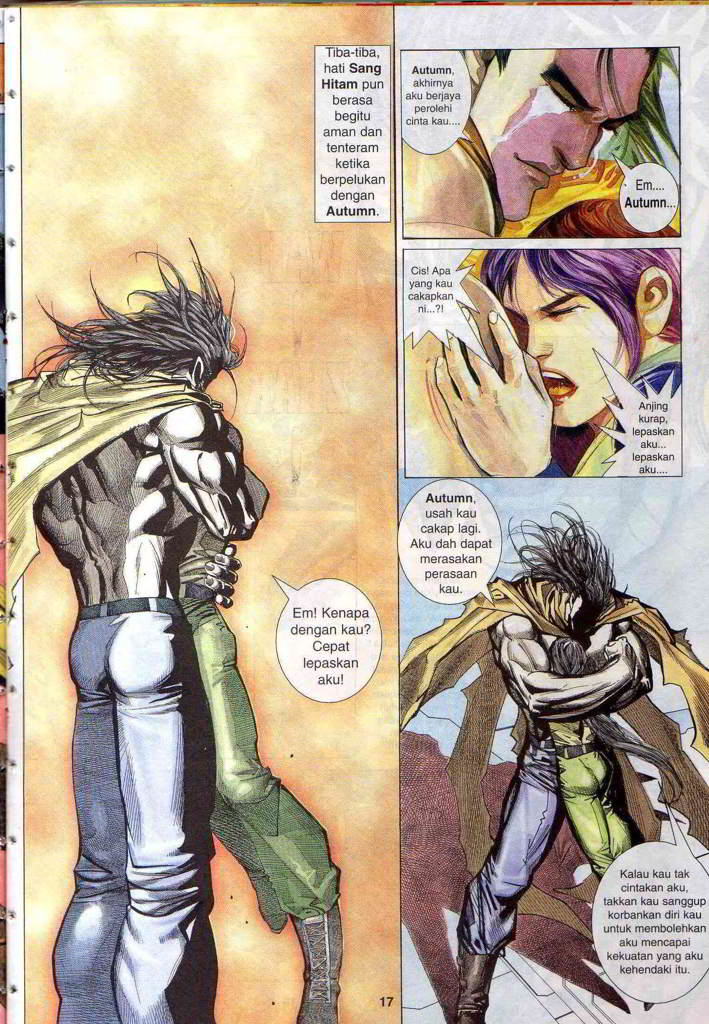 Tiba-tiba,
hati Sang
Hitam pun
berasa
begitu
aman dan
tenteram
ketika
berpelukan
dengan
Autumn.
Em! Kenapa
dengan kau?
Cepat
lepaskan
aku!
Autumn,
akhirnya
aku berjaya
perolehi
cinta kau....
Em....
Autumn...
Cis! Apa
yang kau
cakapkan
ni...?!
Anjing
kurap,
lepaskan
aku...
lepaskan
aku....
Autumn,
usah kau
cakap lagi.
Aku dah dapat
merasakan
perasaan
kau.
Kalau kau tak
cintakan aku,
takkan kau sanggup
korbankan diri kau
untuk membolehkan
aku mencapai
kekuatan yang aku
kehendaki itu.
17